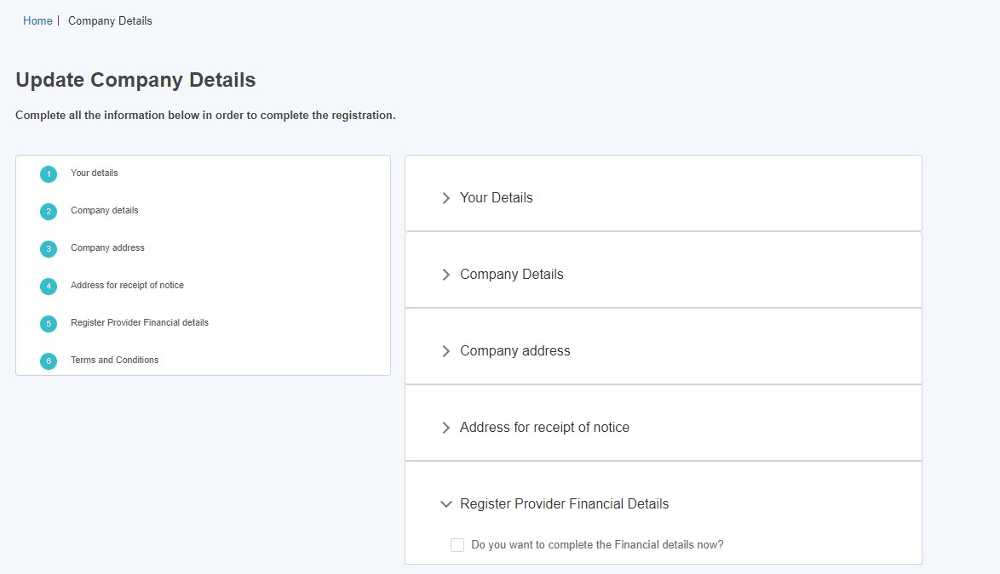 Home | Company Details
Update Company Details
Complete all the information below in order to complete the registration.
1 Your details
2 Company details
3 Company address
4 Address for receipt of notice
5 Register Provider Financial details
6 Terms and Conditions
Your Details
Company Details
Company address
Address for receipt of notice
Register Provider Financial Details
Do you want to complete the Financial details now?